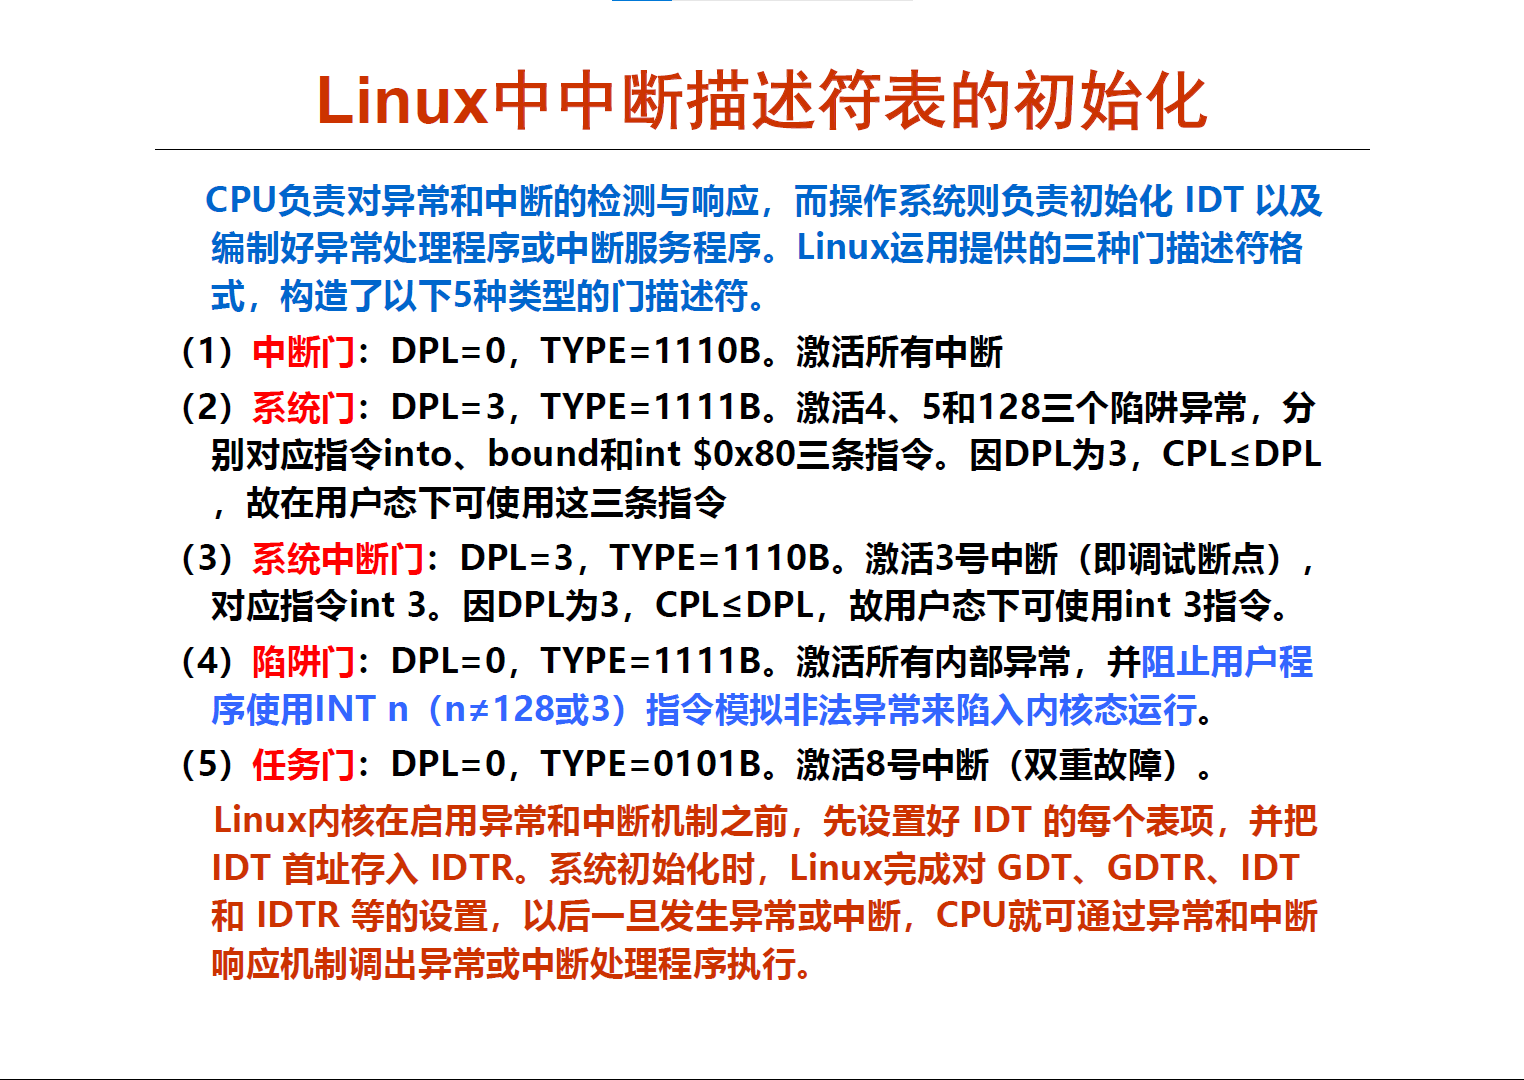 Linux中中断描述符表的初始化
CPU负责对异常和中断的检测与响应，而操作系统则负责初始化 IDT 以及
编制好异常处理程序或中断服务程序。Linux运用提供的三种门描述符格
式，构造了以下5种类型的门描述符。
（1）中断门：DPL=0，TYPE=1110B。激活所有中断
（2）系统门：DPL=3，TYPE=1111B。激活4、5和128三个陷阱异常，分
别对应指令into、bound和int $0x80三条指令。因DPL为3，CPL≤DPL
，故在用户态下可使用这三条指令
（3）系统中断门：DPL=3，TYPE=1110B。激活3号中断（即调试断点），
对应指令int 3。因DPL为3，CPL≤DPL，故用户态下可使用int 3指令。
（4）陷阱门：DPL=0，TYPE=1111B。激活所有内部异常，并阻止用户程
序使用INT n（n≠128或3）指令模拟非法异常来陷入内核态运行。
（5）任务门：DPL=0，TYPE=0101B。激活8号中断（双重故障）。
Linux内核在启用异常和中断机制之前，先设置好 IDT 的每个表项，并把
IDT 首址存入 IDTR。系统初始化时，Linux完成对 GDT、GDTR、IDT
和 IDTR 等的设置，以后一旦发生异常或中断，CPU就可通过异常和中断
响应机制调出异常或中断处理程序执行。